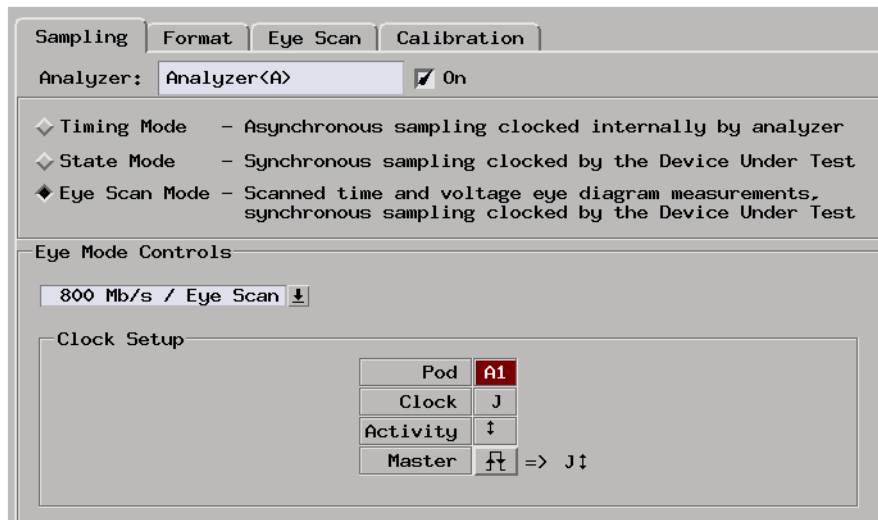 Sampling Format Eye Scan Calibration
Analyzer: Analyzer<A> On
Timing Mode - Asynchronous sampling clocked internally by analyzer
State Mode - Synchronous sampling clocked by the Device Under Test
Eye Scan Mode - Scanned time and voltage eye diagram measurements,
synchronous sampling clocked by the Device Under Test
Eye Mode Controls
800 Mb/s / Eye Scan
Clock Setup
Pod A1
Clock J
Activity ↕
Master => J↕